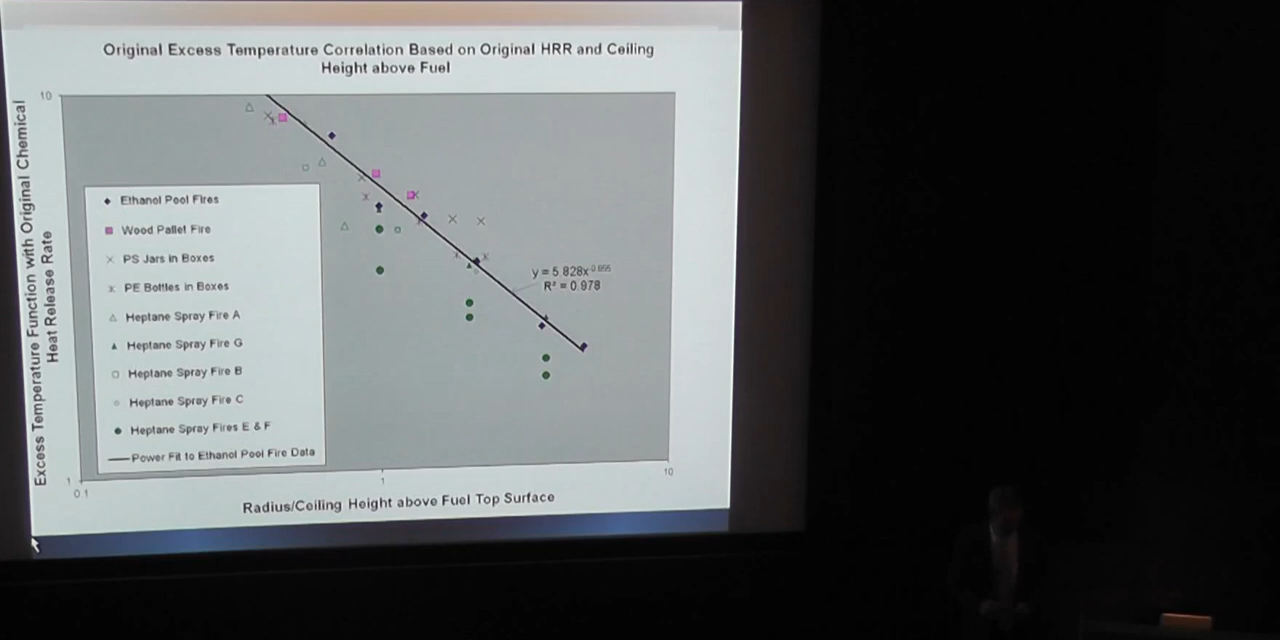 Original Excess Temperature Correlation Based on Original HRR and Ceiling
Height above Fuel
Excess Temperature Function with Original Chemical
Heat Release Rate
10
Ethanol Pool Fires
Wood Pallet Fire
PS Jars in Boxes
PE Bottles in Boxes
Heptane Spray Fire A
Heptane Spray Fire G
Heptane Spray Fire B
Heptane Spray Fire C
Heptane Spray Fires E & F
Power Fit to Ethanol Pool Fire Data
y = 5.828x
R² = 0.978
1
0.1
1
10
Radius/Ceiling Height above Fuel Top Surface